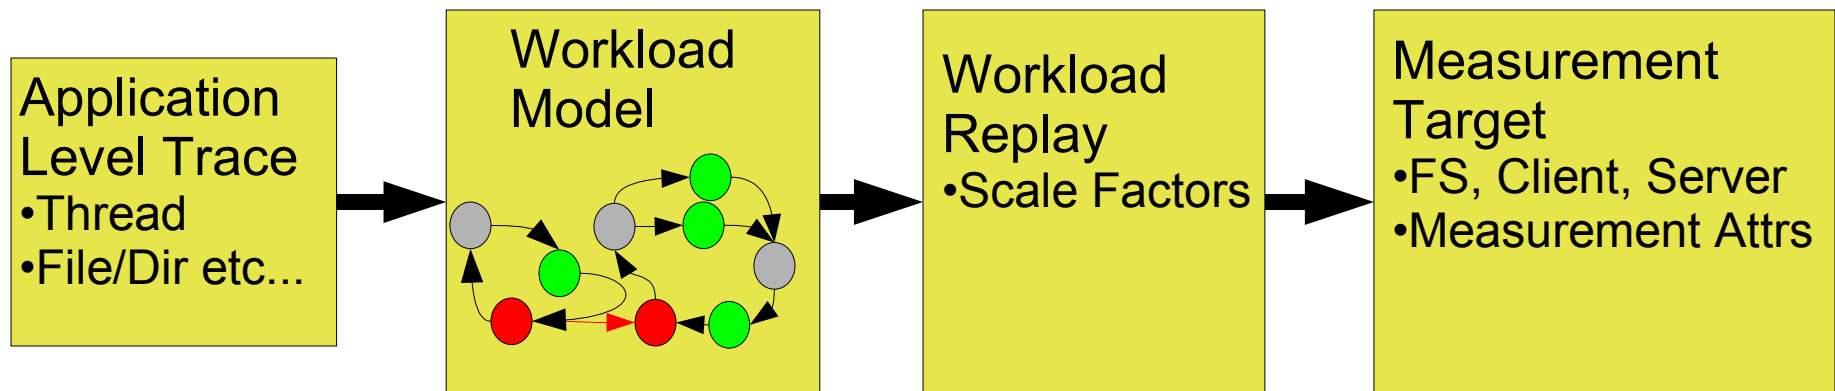 Application
Level Trace
•Thread
•File/Dir etc...
Workload
Model
Workload
Replay
•Scale Factors
Measurement
Target
•FS, Client, Server
•Measurement Attrs